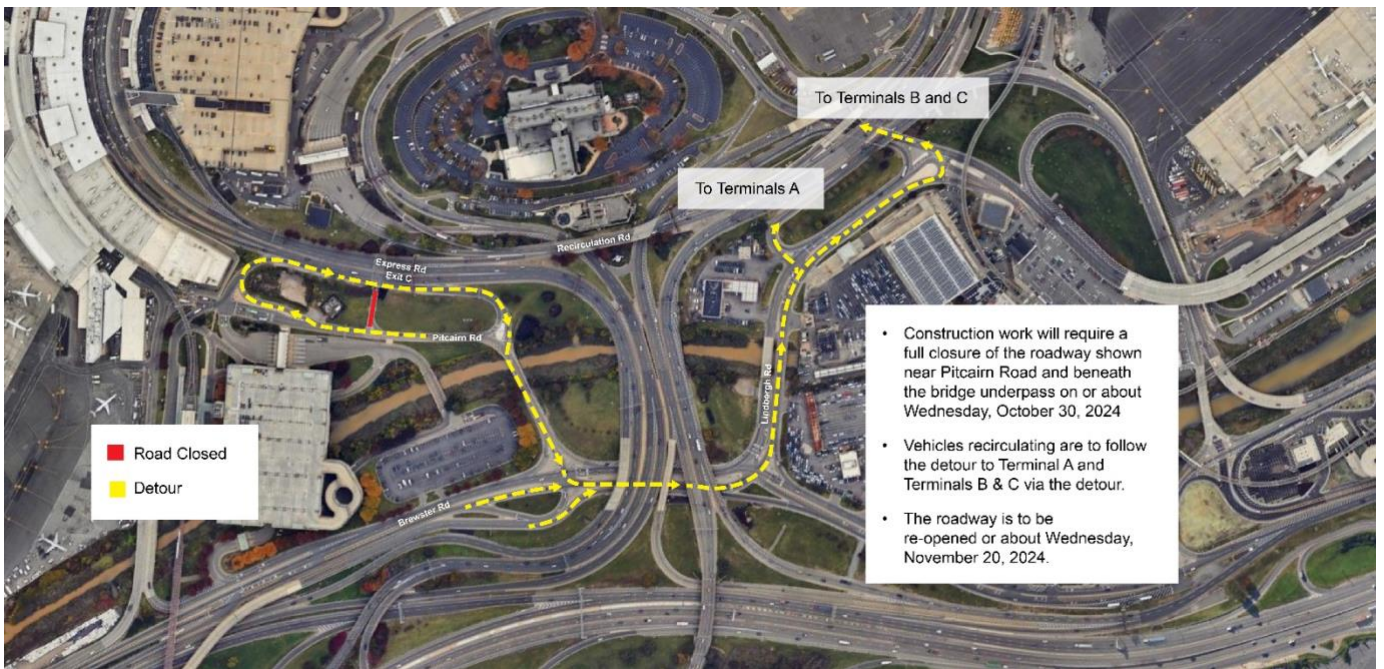 To Terminals B and C
To Terminals A
Recirculation Rd
Express Rd
Exit C
Pitcairn Rd
Lindbergh Rd
Brewster Rd
Road Closed
Detour
• Construction work will require a
full closure of the roadway shown
near Pitcairn Road and beneath
the bridge underpass on or about
Wednesday, October 30, 2024
• Vehicles recirculating are to follow
the detour to Terminal A and
Terminals B & C via the detour.
• The roadway is to be
re-opened or about Wednesday,
November 20, 2024.